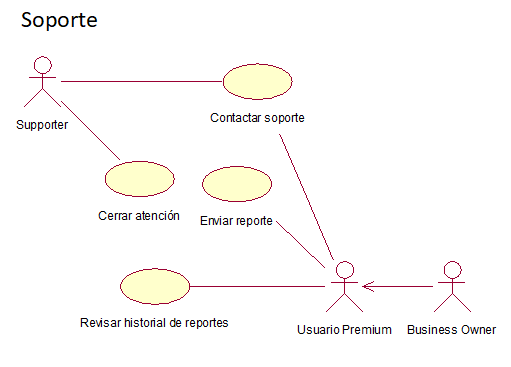 Soporte
Contactar soporte
Supporter
Cerrar atención
Enviar reporte
Revisar historial de reportes
Usuario Premium
Business Owner